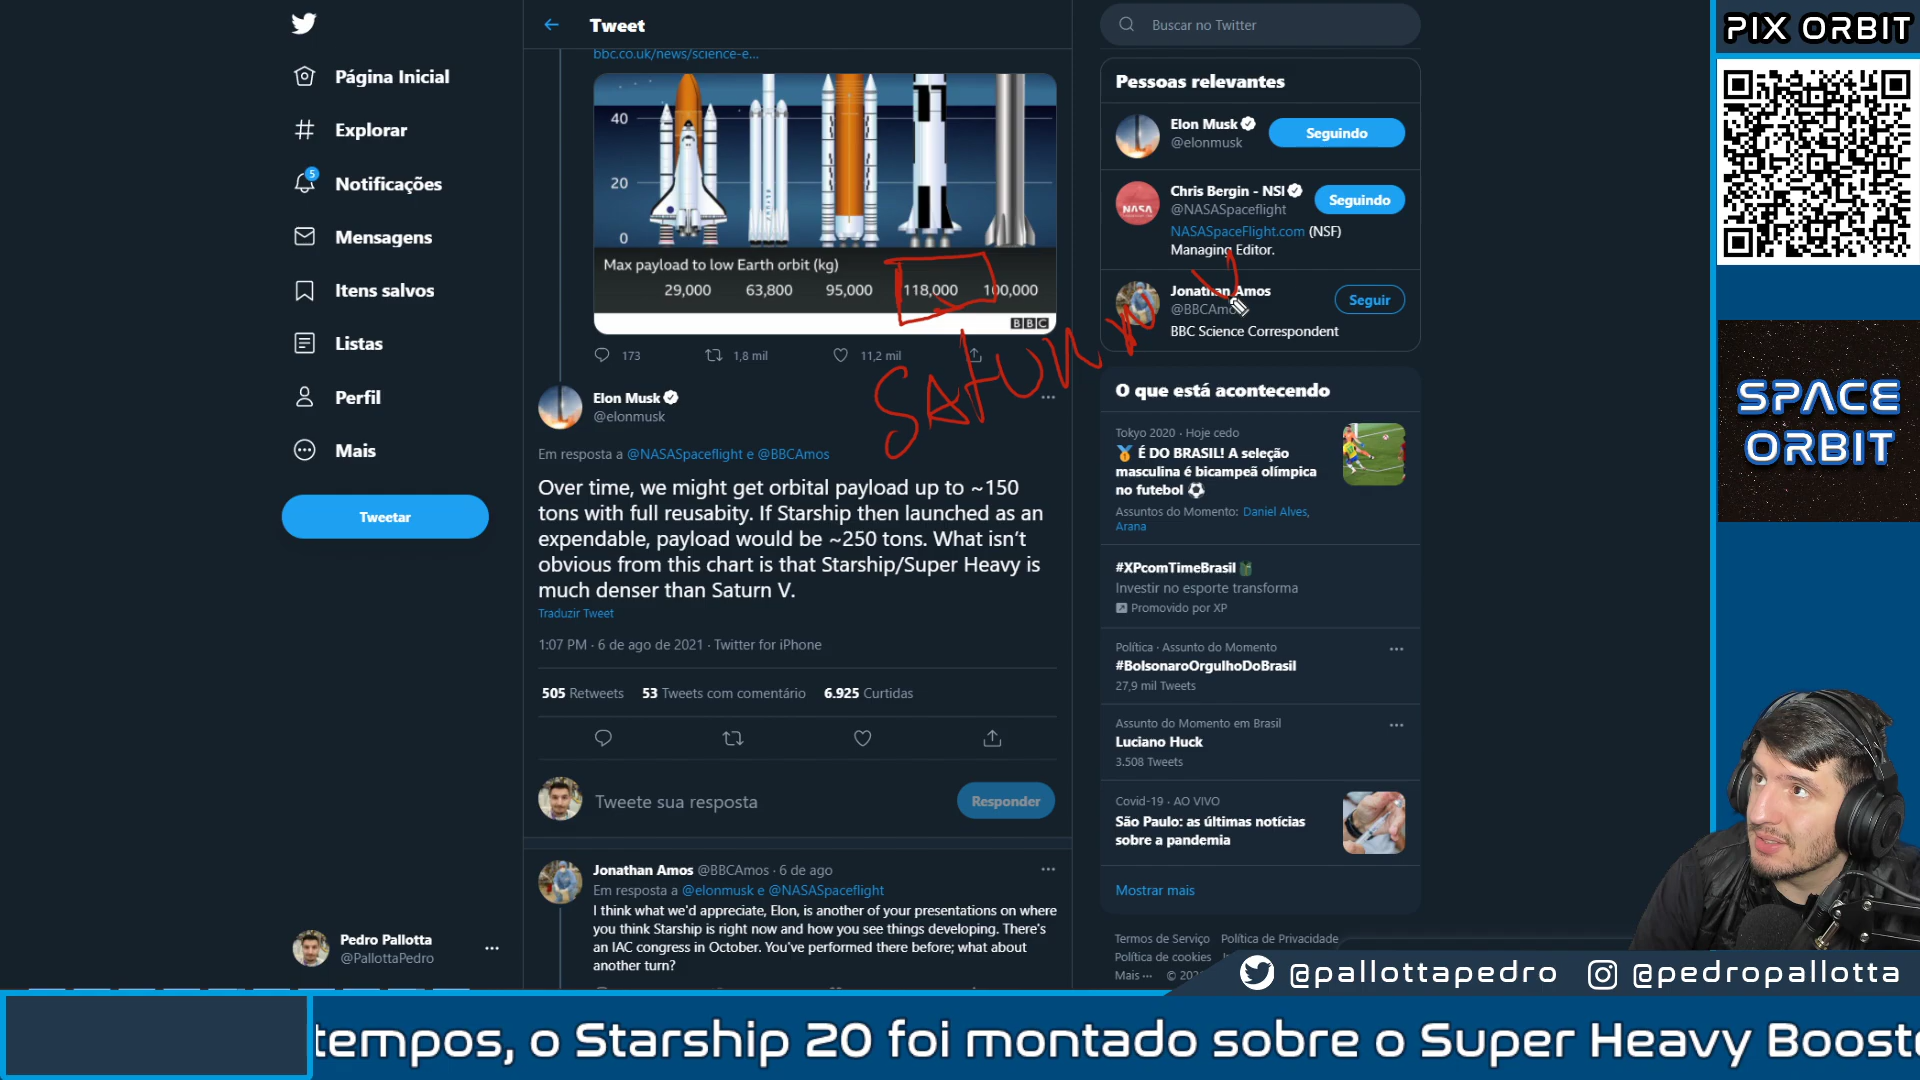 Página Inicial
Explorar
5
Notificações
Mensagens
Itens salvos
Listas
Perfil
Mais
Tweetar
Pedro Pallotta
@PallottaPedro
Tweet
bbc.co.uk/news/science-e...
40
20
0
Max payload to low Earth orbit (kg)
29,000 63,800 95,000 118,000 100,000
BBC
173 1,8 mil 11,2 mil
SATURN V
Elon Musk
@elonmusk
Em resposta a @NASASpaceflight e @BBCAmos
Over time, we might get orbital payload up to ~150
tons with full reusabity. If Starship then launched as an
expendable, payload would be ~250 tons. What isn't
obvious from this chart is that Starship/Super Heavy is
much denser than Saturn V.
Traduzir Tweet
1:07 PM · 6 de ago de 2021 · Twitter for iPhone
505 Retweets 53 Tweets com comentário 6.925 Curtidas
Tweete sua resposta
Responder
Jonathan Amos @BBCAmos · 6 de ago
Em resposta a @elonmusk e @NASASpaceflight
I think what we'd appreciate, Elon, is another of your presentations on where
you think Starship is right now and how you see things developing. There's
an IAC congress in October. You've performed there before; what about
another turn?
Buscar no Twitter
Pessoas relevantes
Elon Musk
@elonmusk
Seguindo
NASA
Chris Bergin - NSF
@NASASpaceflight
Seguindo
NASASpaceFlight.com (NSF)
Managing Editor.
Jonathan Amos
@BBCAmos
Seguir
BBC Science Correspondent
O que está acontecendo
Tokyo 2020 · Hoje cedo
É DO BRASIL! A seleção
masculina é bicampeã olímpica
no futebol
Assuntos do Momento: Daniel Alves,
Arana
#XPcomTimeBrasil
Investir no esporte transforma
Promovido por XP
Política · Assunto do Momento
#BolsonaroOrgulhoDoBrasil
27,9 mil Tweets
Assunto do Momento em Brasil
Luciano Huck
3.508 Tweets
Covid-19 · AO VIVO
São Paulo: as últimas notícias
sobre a pandemia
Mostrar mais
Termos de Serviço Política de Privacidade
Política de cookies
Mais ··· © 20
PIX ORBIT
SPACE
ORBIT
@pallottapedro @pedropallotta
tempos, o Starship 20 foi montado sobre o Super Heavy Booste